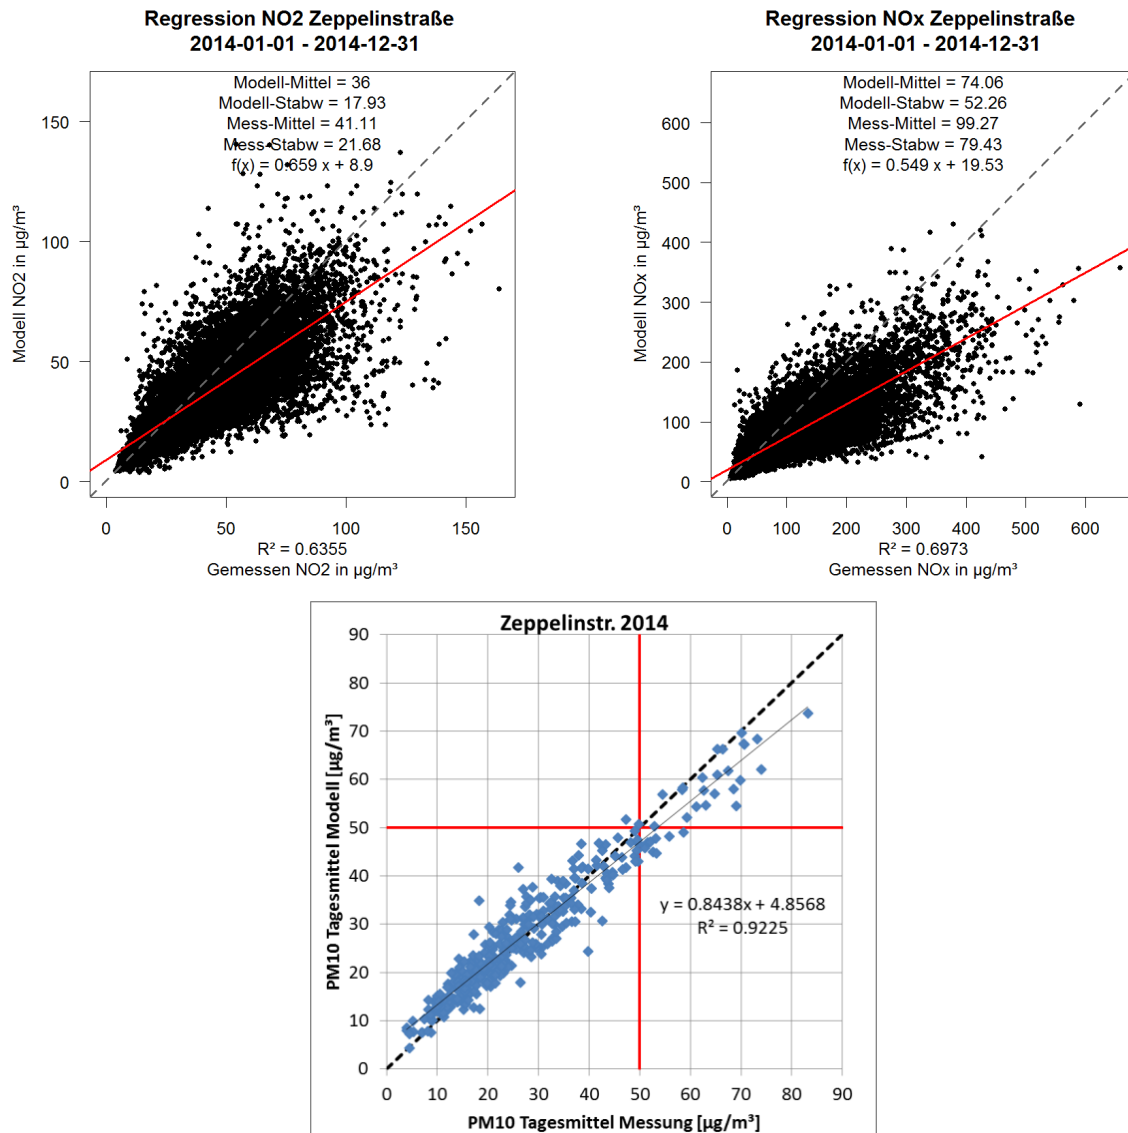 Regression NO2 Zeppelinstraße
2014-01-01 - 2014-12-31
Modell-Mittel = 36
Modell-Stabw = 17.93
Mess-Mittel = 41.11
Mess-Stabw = 21.68
f(x) = 0.659 x + 8.9
Modell NO2 in µg/m³
150
100
50
0
0 50 100 150
R² = 0.6355
Gemessen NO2 in µg/m³
Regression NOx Zeppelinstraße
2014-01-01 - 2014-12-31
Modell-Mittel = 74.06
Modell-Stabw = 52.26
Mess-Mittel = 99.27
Mess-Stabw = 79.43
f(x) = 0.549 x + 19.53
Modell NOx in µg/m³
600
500
400
300
200
100
0
0 100 200 300 400 500 600
R² = 0.6973
Gemessen NOx in µg/m³
Zeppelinstr. 2014
PM10 Tagesmittel Modell [µg/m³]
90
80
70
60
50
40
30
20
10
0
y = 0.8438x + 4.8568
R² = 0.9225
0 10 20 30 40 50 60 70 80 90
PM10 Tagesmittel Messung [µg/m³]